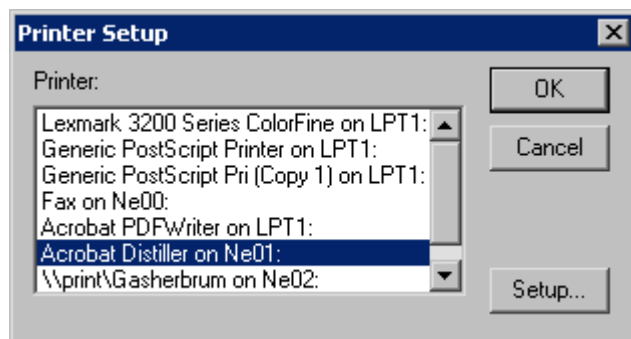 Printer Setup
Printer:
Lexmark 3200 Series ColorFine on LPT1:
Generic PostScript Printer on LPT1:
Generic PostScript Pri (Copy 1) on LPT1:
Fax on Ne00:
Acrobat PDFWriter on LPT1:
Acrobat Distiller on Ne01:
\\print\Gasherbrum on Ne02:
OK
Cancel
Setup...